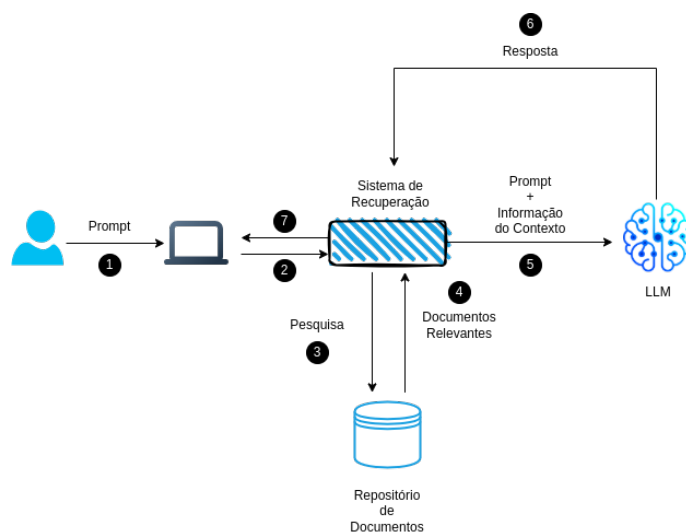 6
Resposta
Sistema de
Recuperação
Prompt
+
Informação
do Contexto
Prompt
7
1
2
5
LLM
4
Pesquisa
Documentos
Relevantes
3
Repositório
de
Documentos